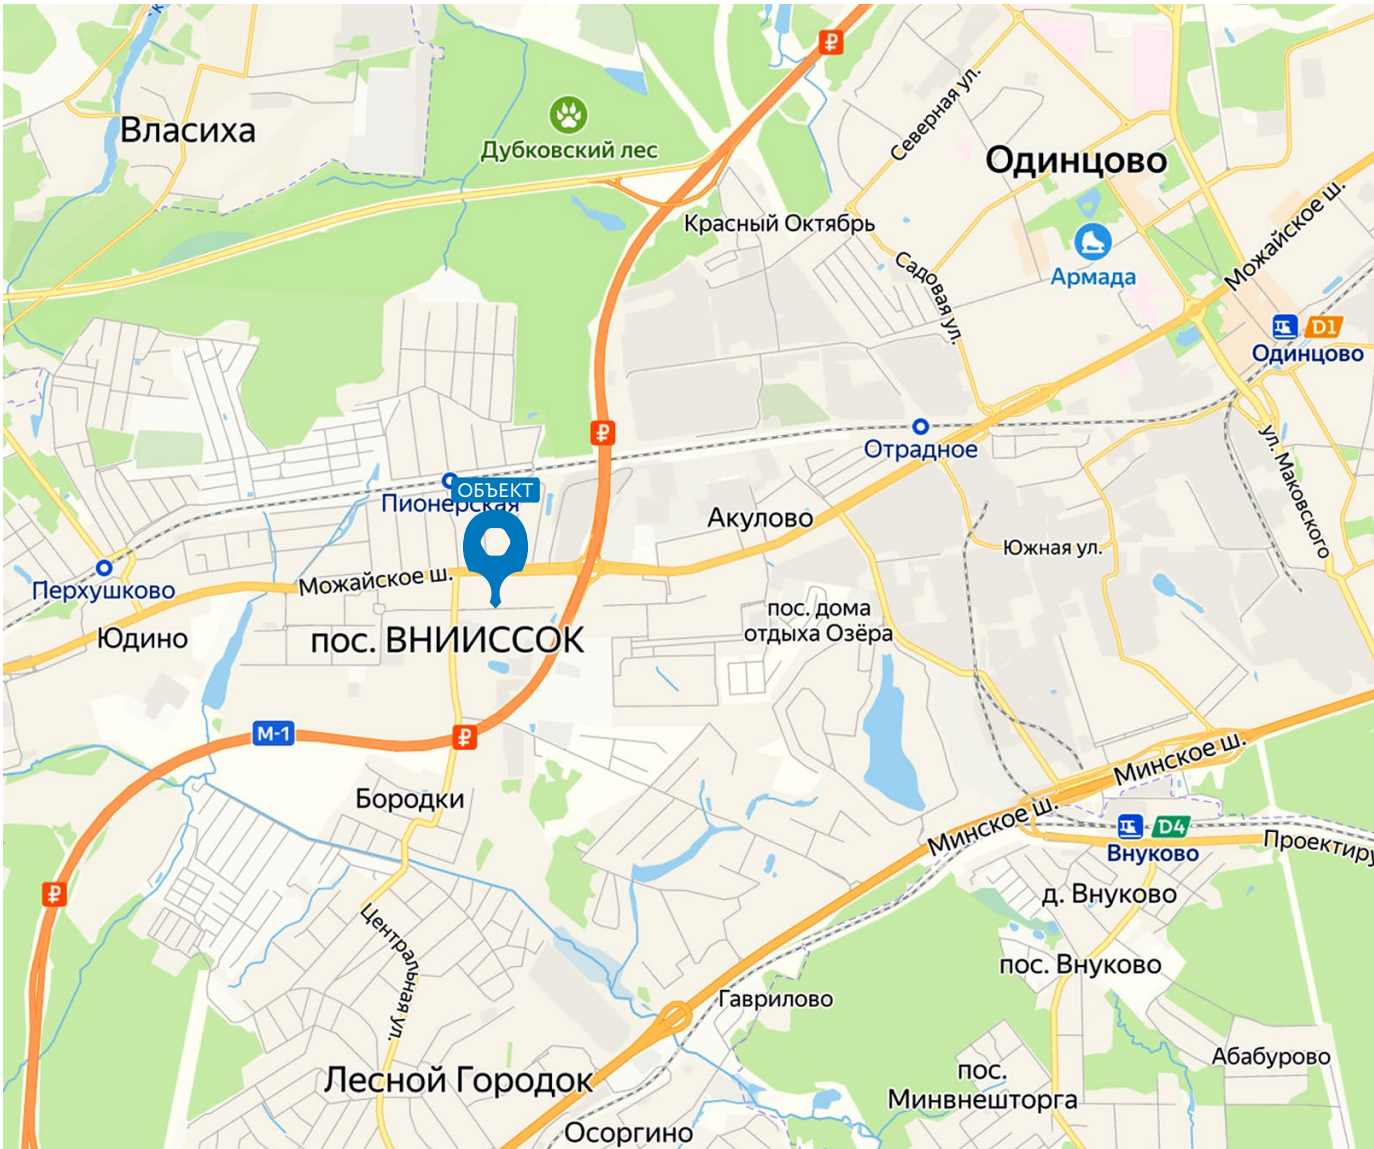 ₽
Власиха
Дубковский лес
Северная ул.
Одинцово
Красный Октябрь
Можайское ш.
Садовая ул.
Армада
D1
Одинцово
₽
Отрадное
ул. Маковского
Пионерская
ОБЪЕКТ
Акулово
Южная ул.
Перхушково
Можайское ш.
Юдино
пос. ВНИИССОК
пос. дома
отдыха Озёра
М-1
₽
Минское ш.
Бородки
Минское ш.
D4
Внуково
Проектиру
₽
д. Внуково
Центральная ул.
пос. Внуково
Гаврилово
Абабурово
Лесной Городок
пос.
Минвнешторга
Осоргино